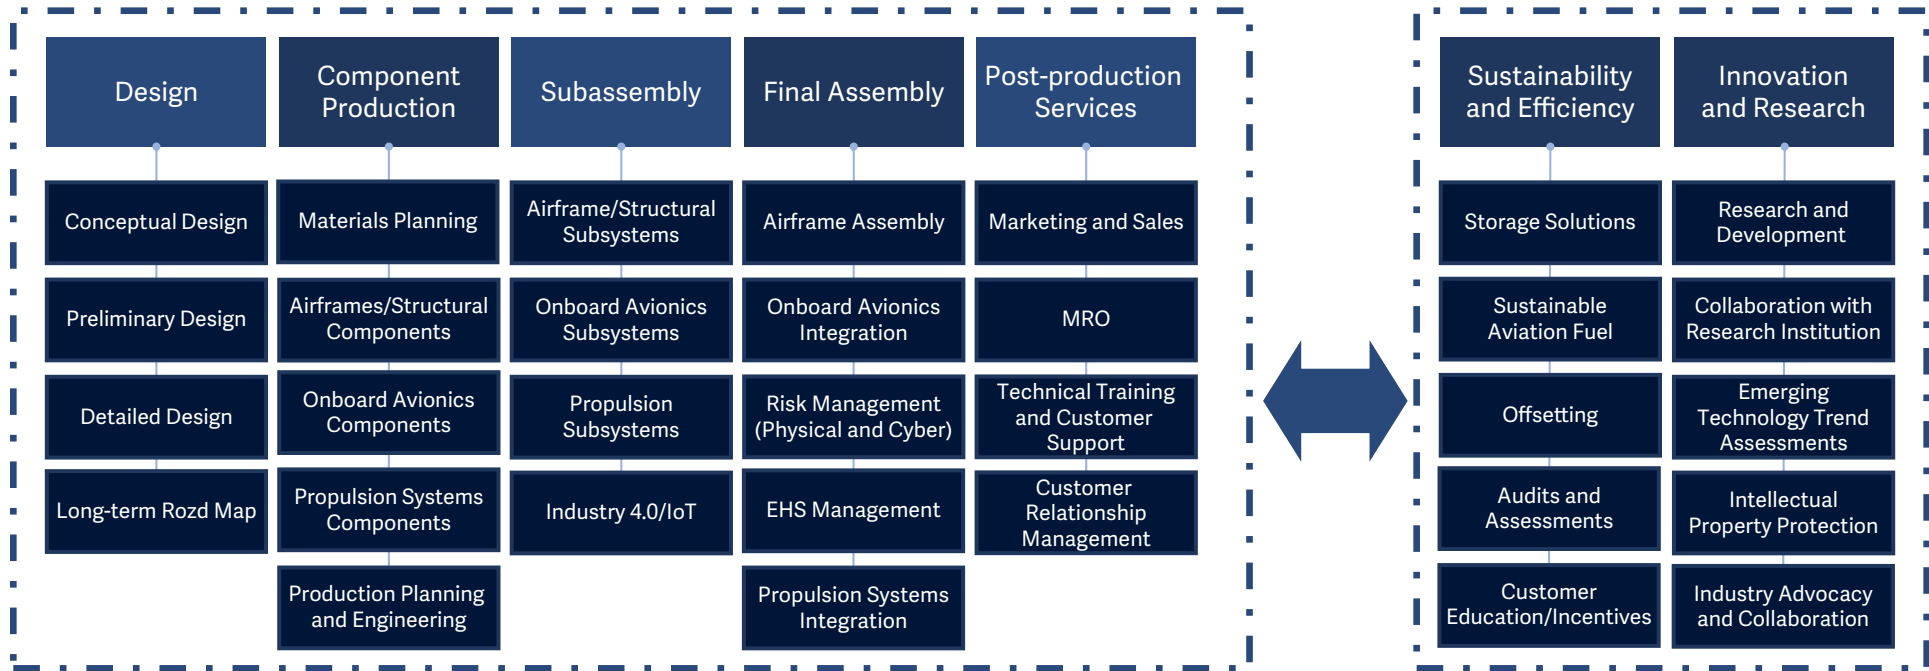 Design
Conceptual Design
Preliminary Design
Detailed Design
Long-term Rozd Map
Component
Production
Materials Planning
Airframes/Structural
Components
Onboard Avionics
Components
Propulsion Systems
Components
Production Planning
and Engineering
Subassembly
Airframe/Structural
Subsystems
Onboard Avionics
Subsystems
Propulsion
Subsystems
Industry 4.0/IoT
Final Assembly
Airframe Assembly
Onboard Avionics
Integration
Risk Management
(Physical and Cyber)
EHS Management
Propulsion Systems
Integration
Post-production
Services
Marketing and Sales
MRO
Technical Training
and Customer
Support
Customer
Relationship
Management
Sustainability
and Efficiency
Storage Solutions
Sustainable
Aviation Fuel
Offsetting
Audits and
Assessments
Customer
Education/Incentives
Innovation
and Research
Research and
Development
Collaboration with
Research Institution
Emerging
Technology Trend
Assessments
Intellectual
Property Protection
Industry Advocacy
and Collaboration